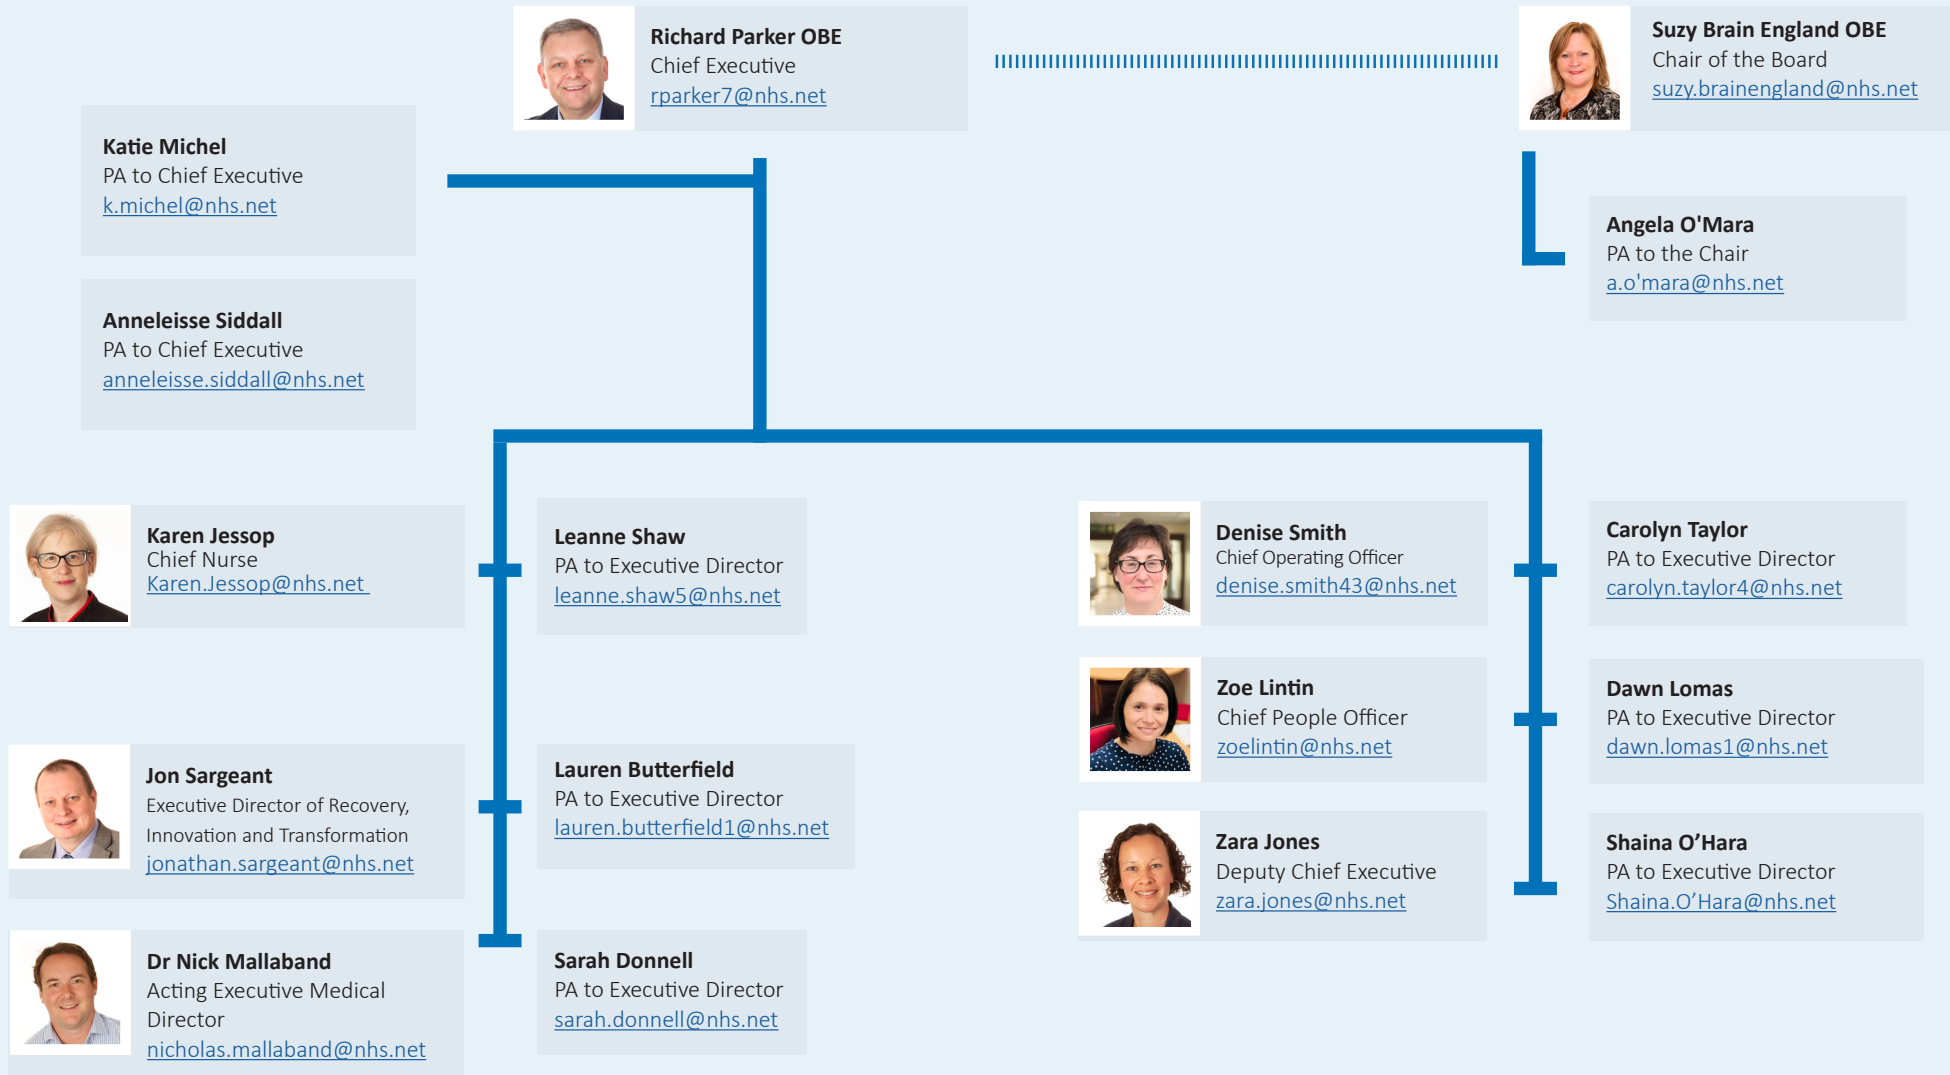 Richard Parker OBE
Chief Executive
rparker7@nhs.net
Suzy Brain England OBE
Chair of the Board
suzy.brainengland@nhs.net
Katie Michel
PA to Chief Executive
k.michel@nhs.net
Angela O'Mara
PA to the Chair
a.o'mara@nhs.net
Anneleisse Siddall
PA to Chief Executive
anneleisse.siddall@nhs.net
Karen Jessop
Chief Nurse
Karen.Jessop@nhs.net
Leanne Shaw
PA to Executive Director
leanne.shaw5@nhs.net
Denise Smith
Chief Operating Officer
denise.smith43@nhs.net
Carolyn Taylor
PA to Executive Director
carolyn.taylor4@nhs.net
Zoe Lintin
Chief People Officer
zoelintin@nhs.net
Dawn Lomas
PA to Executive Director
dawn.lomas1@nhs.net
Jon Sargeant
Executive Director of Recovery,
Innovation and Transformation
jonathan.sargeant@nhs.net
Lauren Butterfield
PA to Executive Director
lauren.butterfield1@nhs.net
Zara Jones
Deputy Chief Executive
zara.jones@nhs.net
Shaina O’Hara
PA to Executive Director
Shaina.O’Hara@nhs.net
Dr Nick Mallaband
Acting Executive Medical
Director
nicholas.mallaband@nhs.net
Sarah Donnell
PA to Executive Director
sarah.donnell@nhs.net